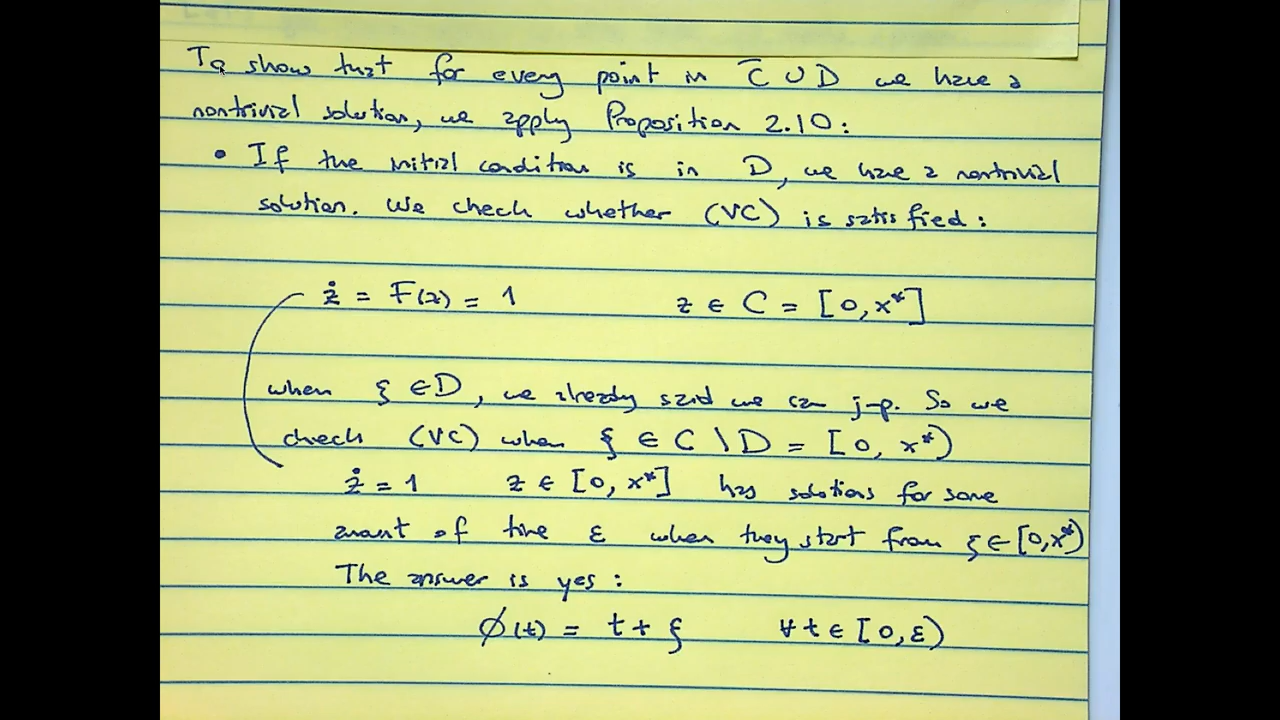 To show that for every point in C̅ ∪ D we have a
nontrivial solution, we apply Proposition 2.10:
• If the initial condition is in D, we have a nontrivial
solution. We check whether (VC) is satisfied:
ż = F(z) = 1 z ∈ C = [0, x*]
when ξ ∈ D, we already said we can jump. So we
check (VC) when ξ ∈ C \ D = [0, x*)
ż = 1 z ∈ [0, x*] has solutions for some
amount of time ε when they start from ξ ∈ [0, x*)
The answer is yes:
φ(t) = t + ξ ∀ t ∈ [0, ε)